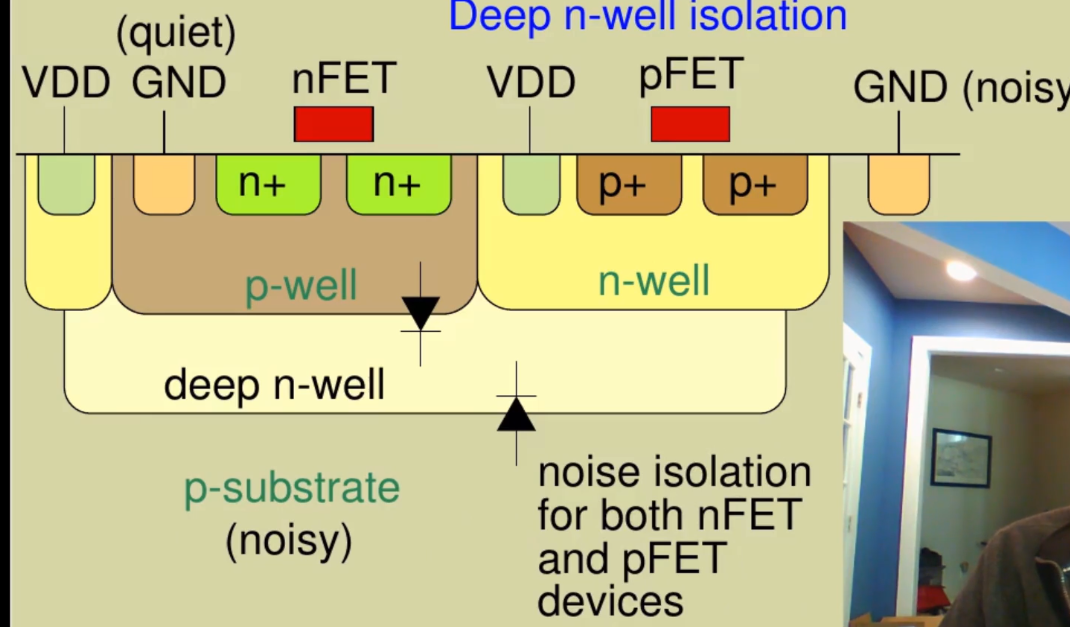 Deep n-well isolation
(quiet)
VDD GND nFET VDD pFET GND (noisy
n+ n+ p+ p+
p-well n-well
deep n-well
p-substrate
(noisy)
noise isolation
for both nFET
and pFET
devices